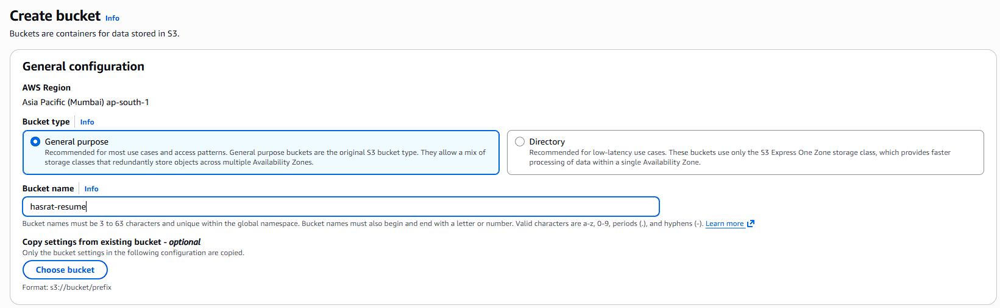 Create bucket Info
Buckets are containers for data stored in S3.
General configuration
AWS Region
Asia Pacific (Mumbai) ap-south-1
Bucket type Info
General purpose
Recommended for most use cases and access patterns. General purpose buckets are the original S3 bucket type. They allow a mix of
storage classes that redundantly store objects across multiple Availability Zones.
Directory
Recommended for low-latency use cases. These buckets use only the S3 Express One Zone storage class, which provides faster
processing of data within a single Availability Zone.
Bucket name Info
hasrat-resume
Bucket names must be 3 to 63 characters and unique within the global namespace. Bucket names must also begin and end with a letter or number. Valid characters are a-z, 0-9, periods (.), and hyphens (-). Learn more
Copy settings from existing bucket - optional
Only the bucket settings in the following configuration are copied.
Choose bucket
Format: s3://bucket/prefix